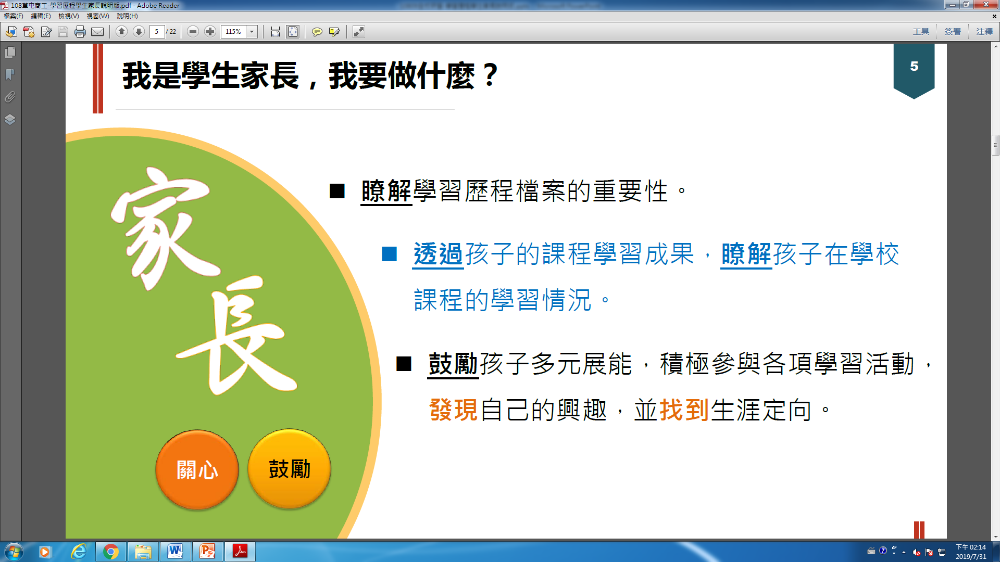 108草屯商工-學習歷程學生家長說明版.pdf - Adobe Reader
檔案(F) 編輯(E) 檢視(V) 視窗(W) 說明(H)
5 / 22 115% 工具 簽署 注釋
我是學生家長，我要做什麼？
5
家長
■ 瞭解學習歷程檔案的重要性。
■ 透過孩子的課程學習成果，瞭解孩子在學校
課程的學習情況。
■ 鼓勵孩子多元展能，積極參與各項學習活動，
發現自己的興趣，並找到生涯定向。
關心 鼓勵
下午 02:14
2019/7/31